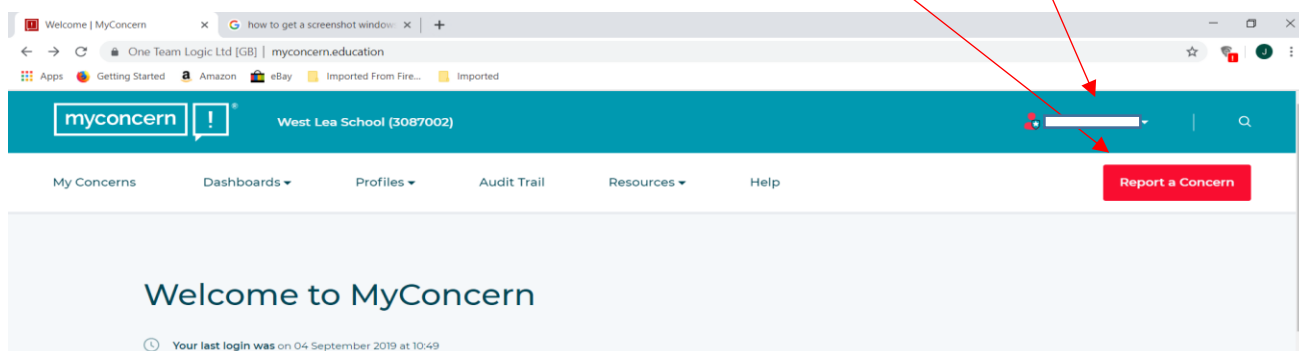 Welcome | MyConcern
how to get a screenshot window
One Team Logic Ltd [GB] | myconcern.education
Apps Getting Started Amazon eBay Imported From Fire... Imported
myconcern ! ® West Lea School (3087002)
My Concerns Dashboards Profiles Audit Trail Resources Help Report a Concern
Welcome to MyConcern
Your last login was on 04 September 2019 at 10:49